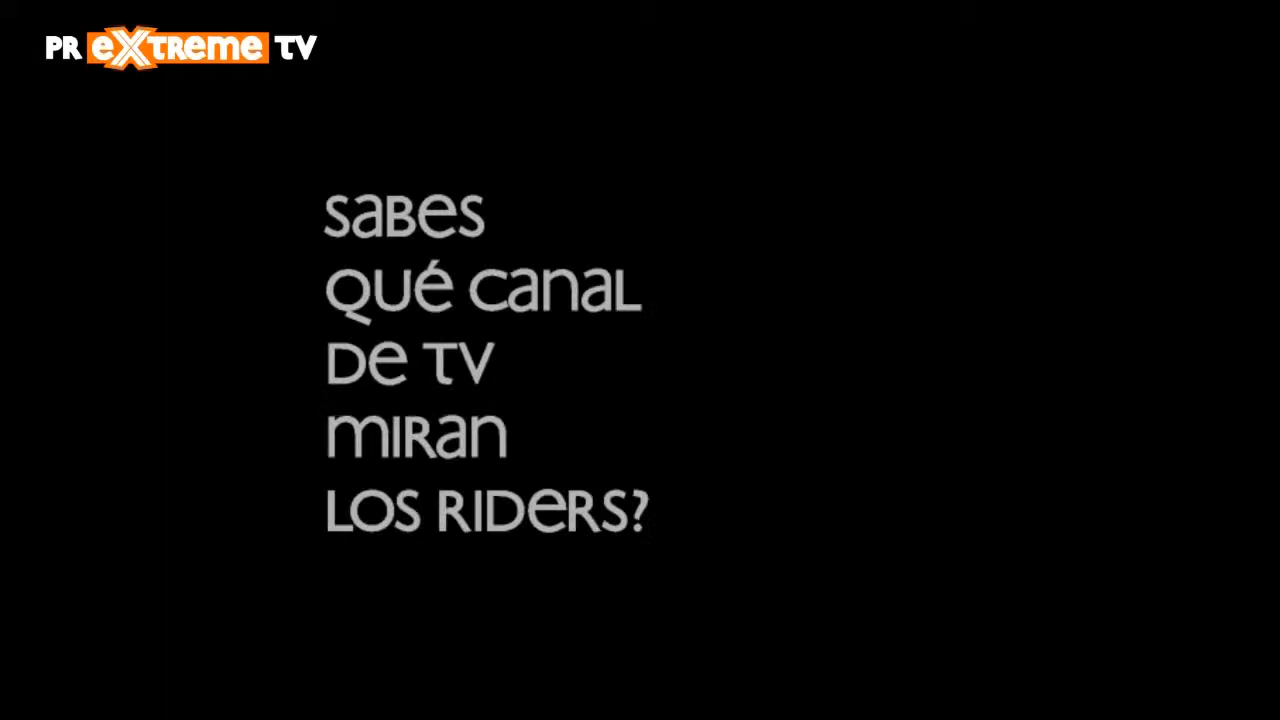 PR eXTREME TV
SABES
QUÉ CANAL
DE TV
MIRAN
LOS RIDERS?